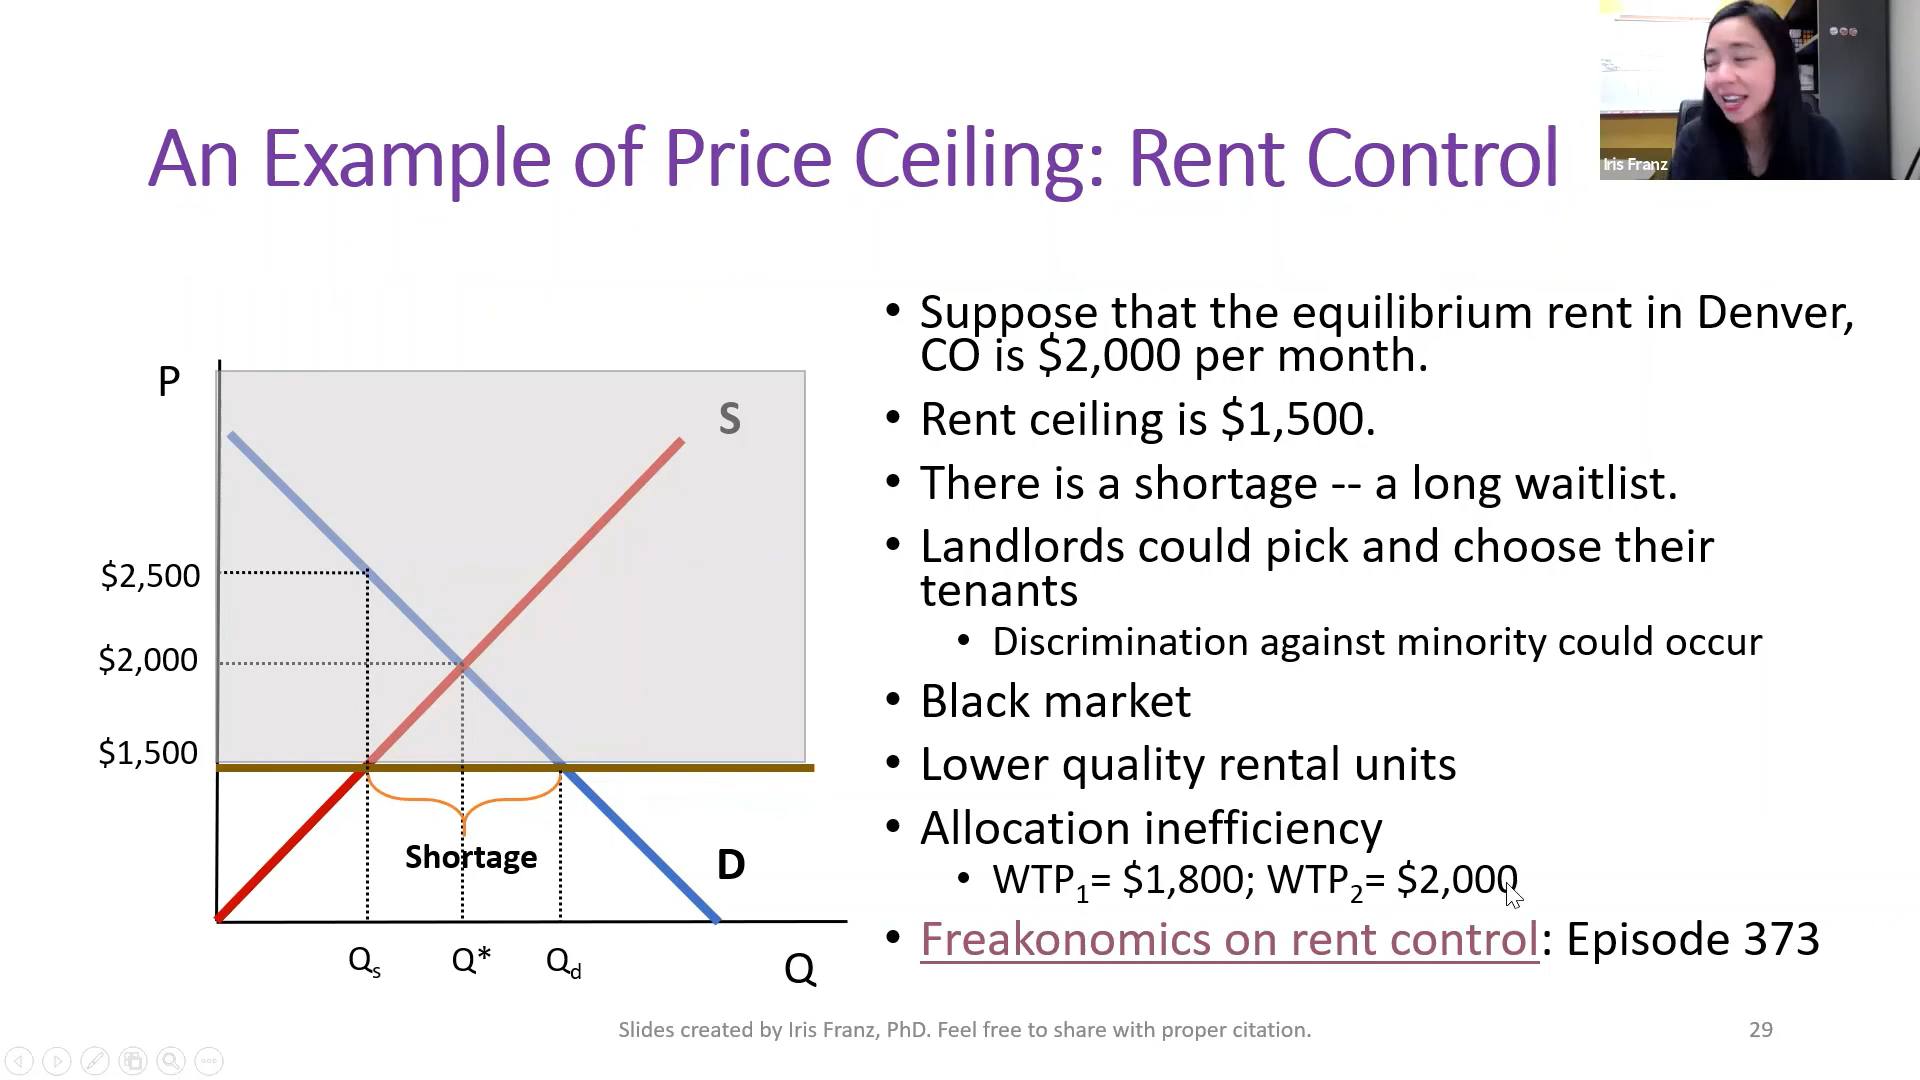 An Example of Price Ceiling: Rent Control
Iris Franz
P
S
$2,500
$2,000
$1,500
Shortage
D
Qs
Q*
Qd
Q
• Suppose that the equilibrium rent in Denver,
CO is $2,000 per month.
• Rent ceiling is $1,500.
• There is a shortage -- a long waitlist.
• Landlords could pick and choose their
tenants
• Discrimination against minority could occur
• Black market
• Lower quality rental units
• Allocation inefficiency
• WTP1= $1,800; WTP2= $2,000
• Freakonomics on rent control: Episode 373
Slides created by Iris Franz, PhD. Feel free to share with proper citation.
29